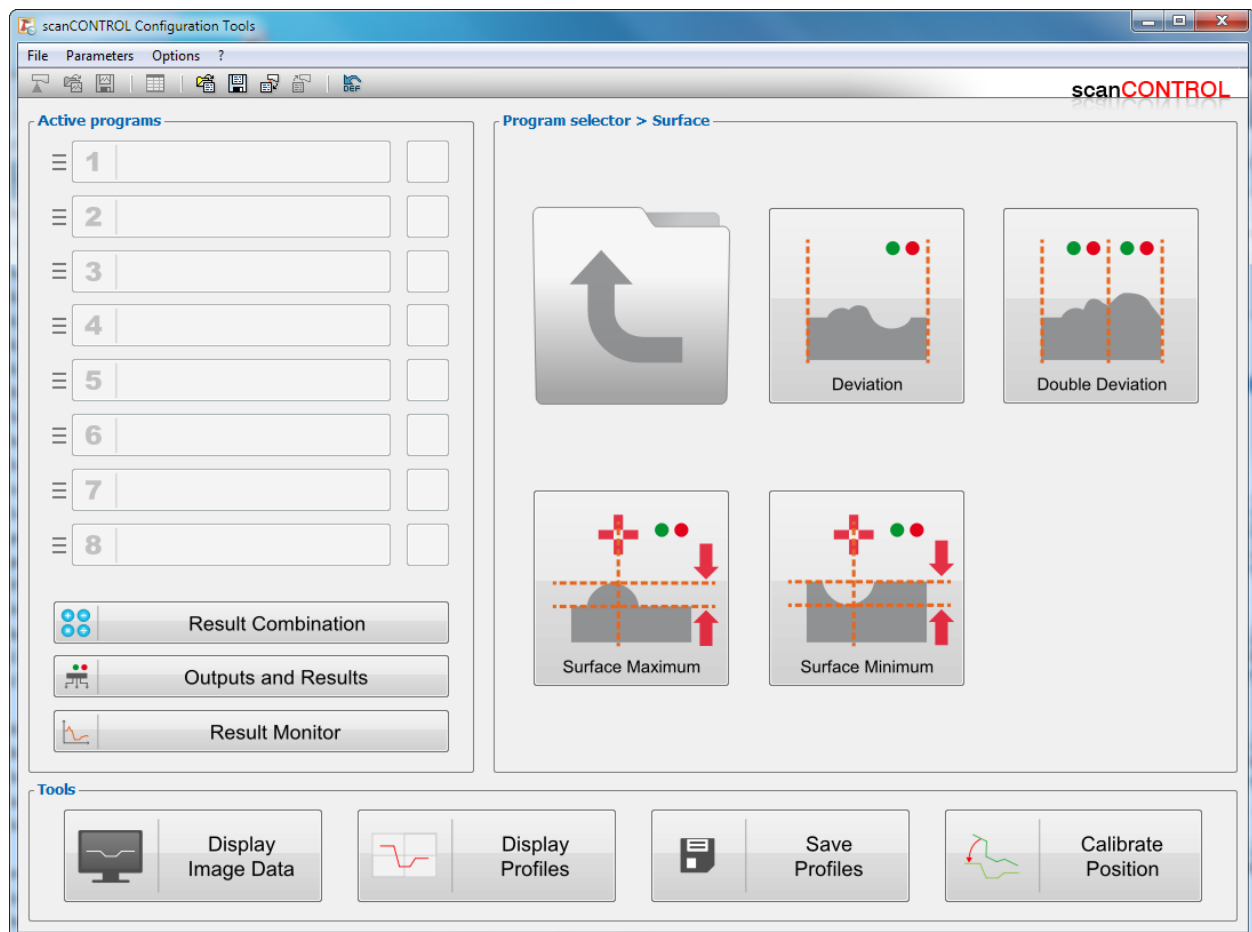 scanCONTROL Configuration Tools
File Parameters Options ?
DEF
scanCONTROL
Active programs
1
2
3
4
5
6
7
8
Result Combination
Outputs and Results
Result Monitor
Program selector > Surface
Deviation
Double Deviation
Surface Maximum
Surface Minimum
Tools
Display
Image Data
Display
Profiles
Save
Profiles
Calibrate
Position